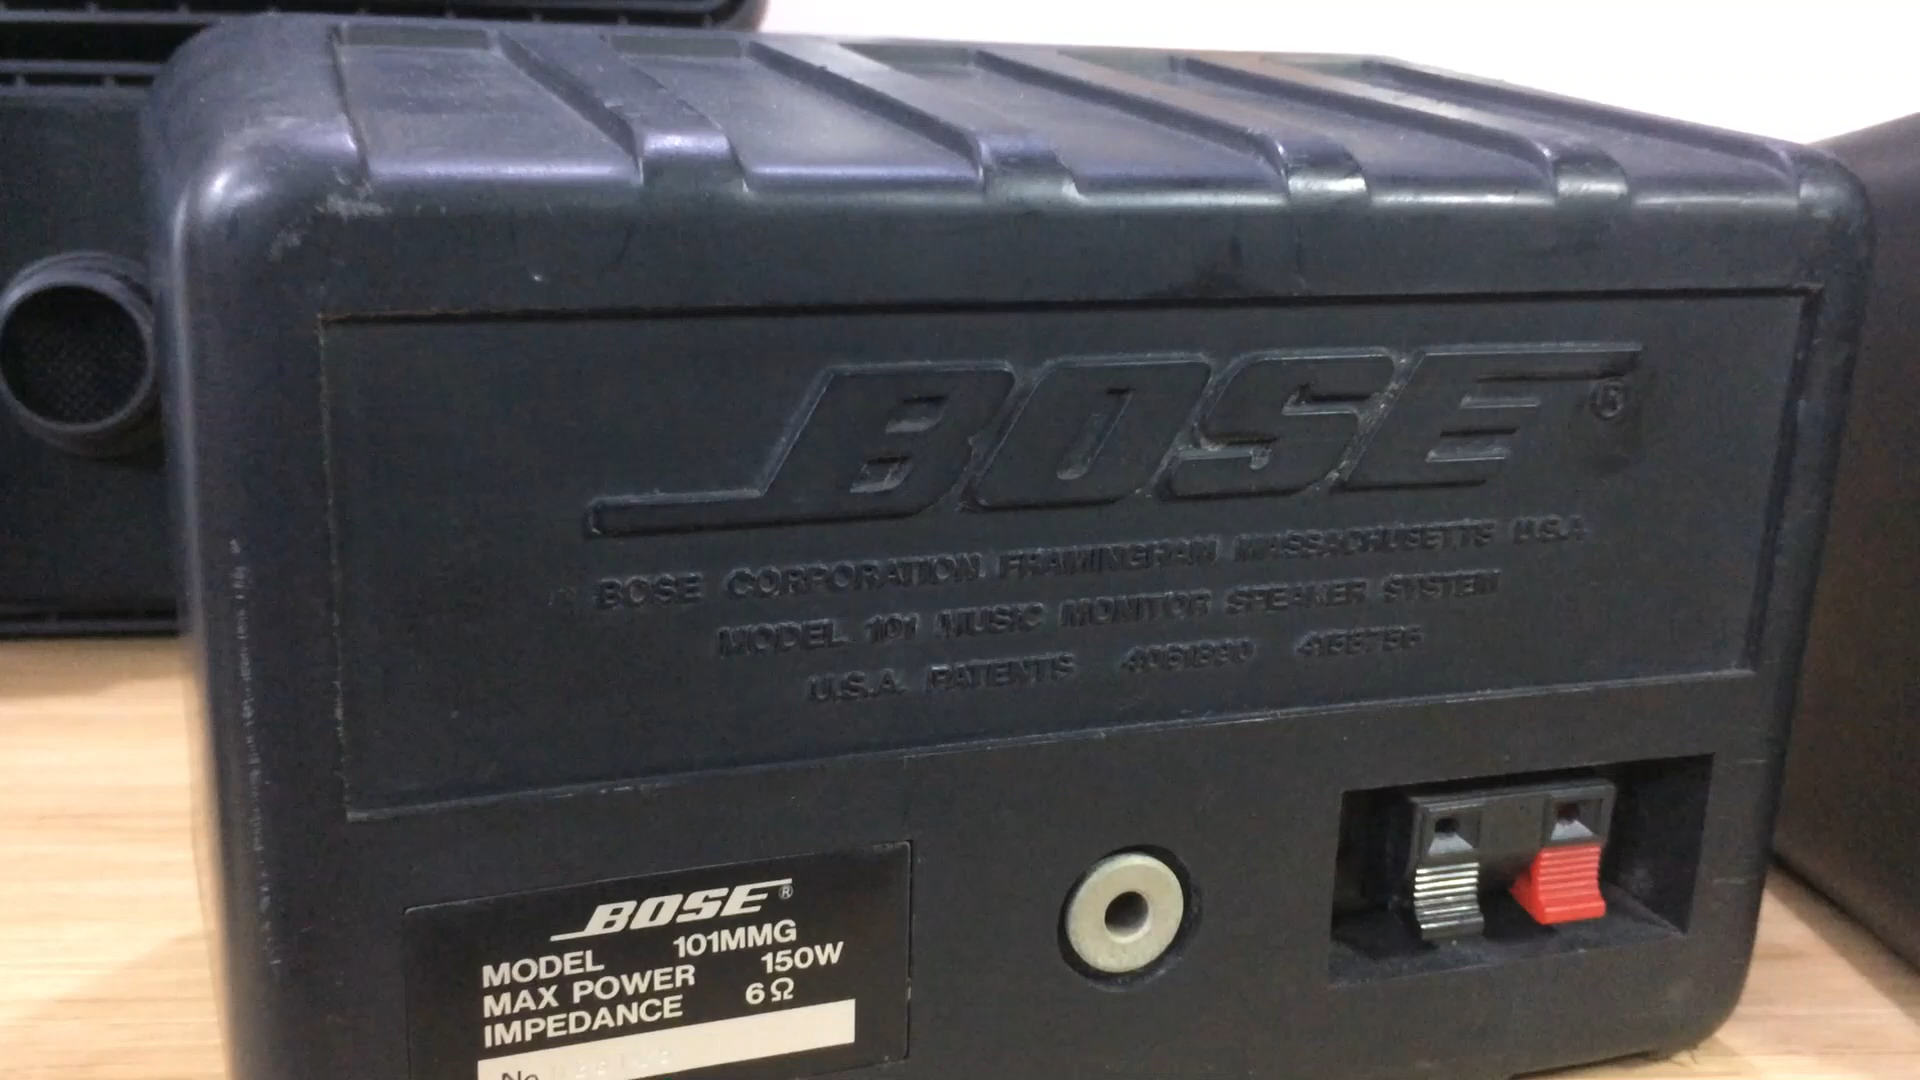 BOSE®
BOSE CORPORATION FRAMINGHAM MASSACHUSETTS U.S.A.
MODEL 101 MUSIC MONITOR SPEAKER SYSTEM
U.S.A. PATENTS
BOSE®
MODEL 101MMG
MAX POWER 150W
IMPEDANCE 6Ω
No